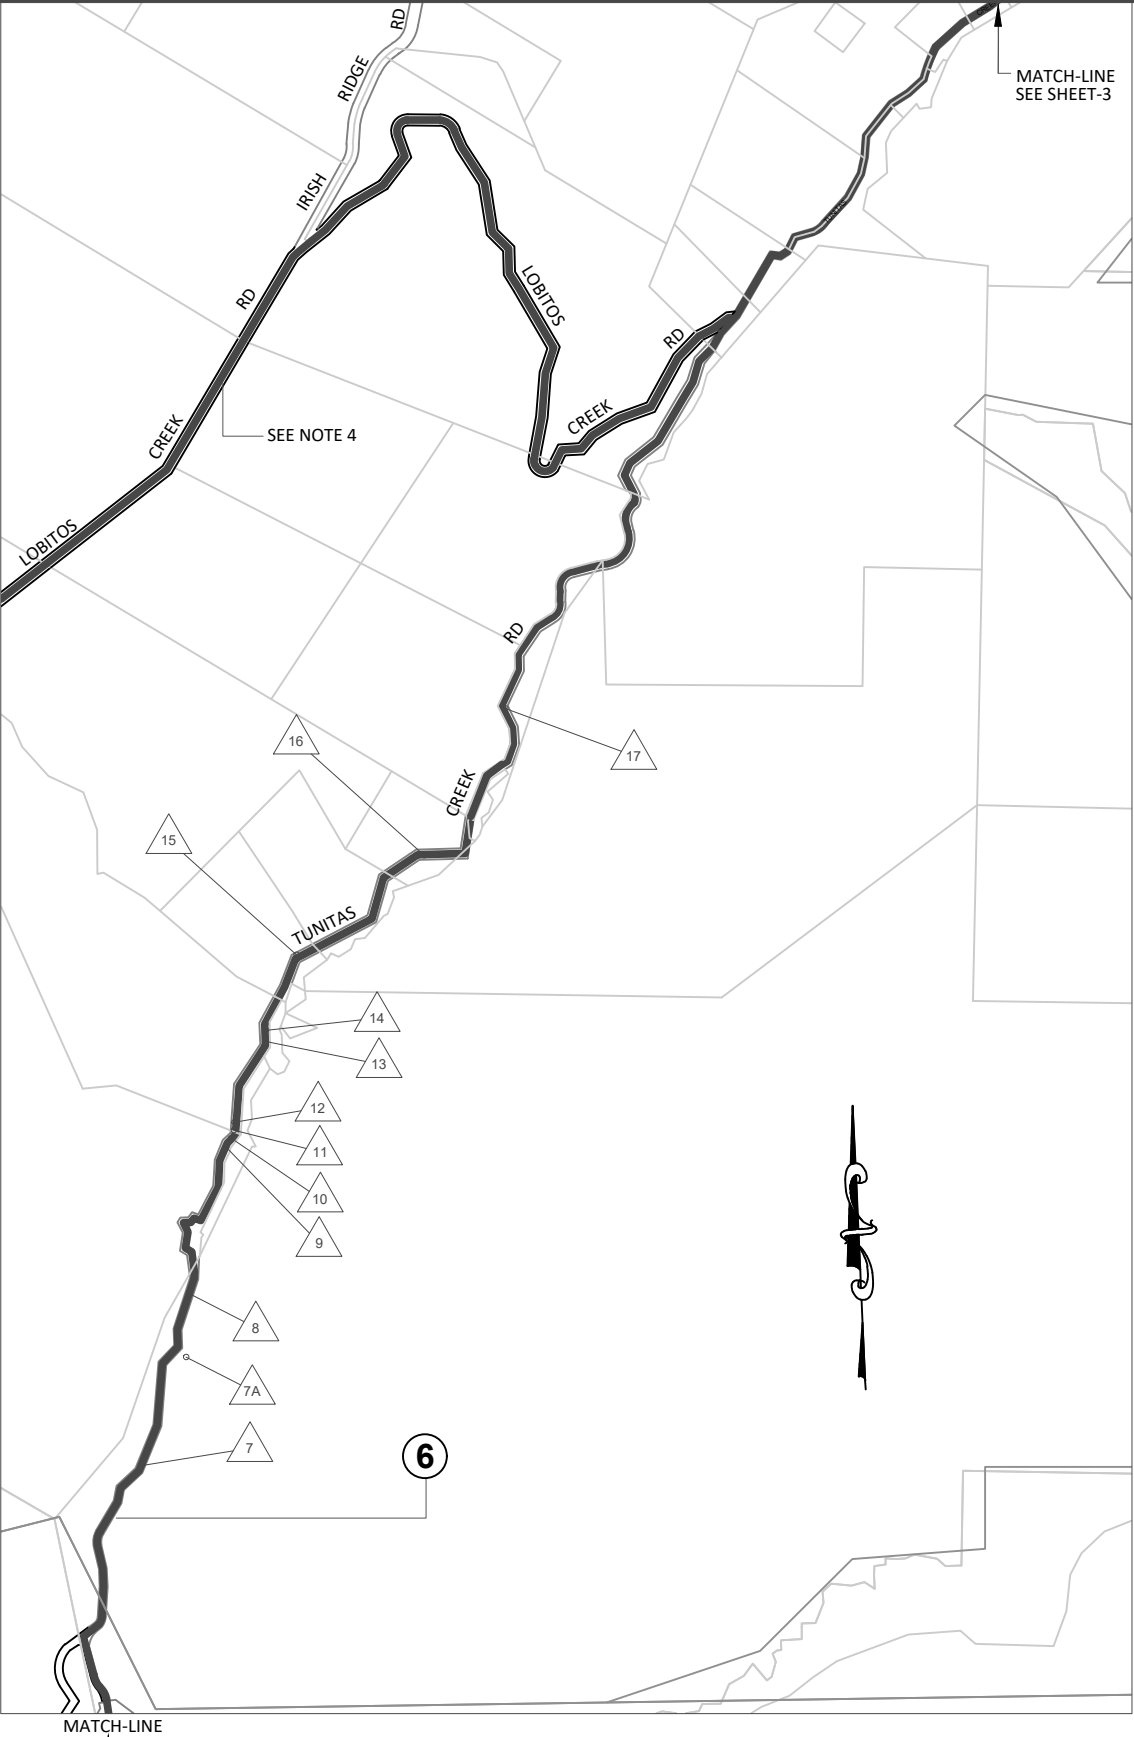 RD
RIDGE
IRISH
MATCH-LINE
SEE SHEET-3
LOBITOS
RD
RD
CREEK
CREEK
SEE NOTE 4
LOBITOS
RD
17
16
CREEK
15
TUNITAS
14
13
12
11
10
9
8
7A
7
6
MATCH-LINE